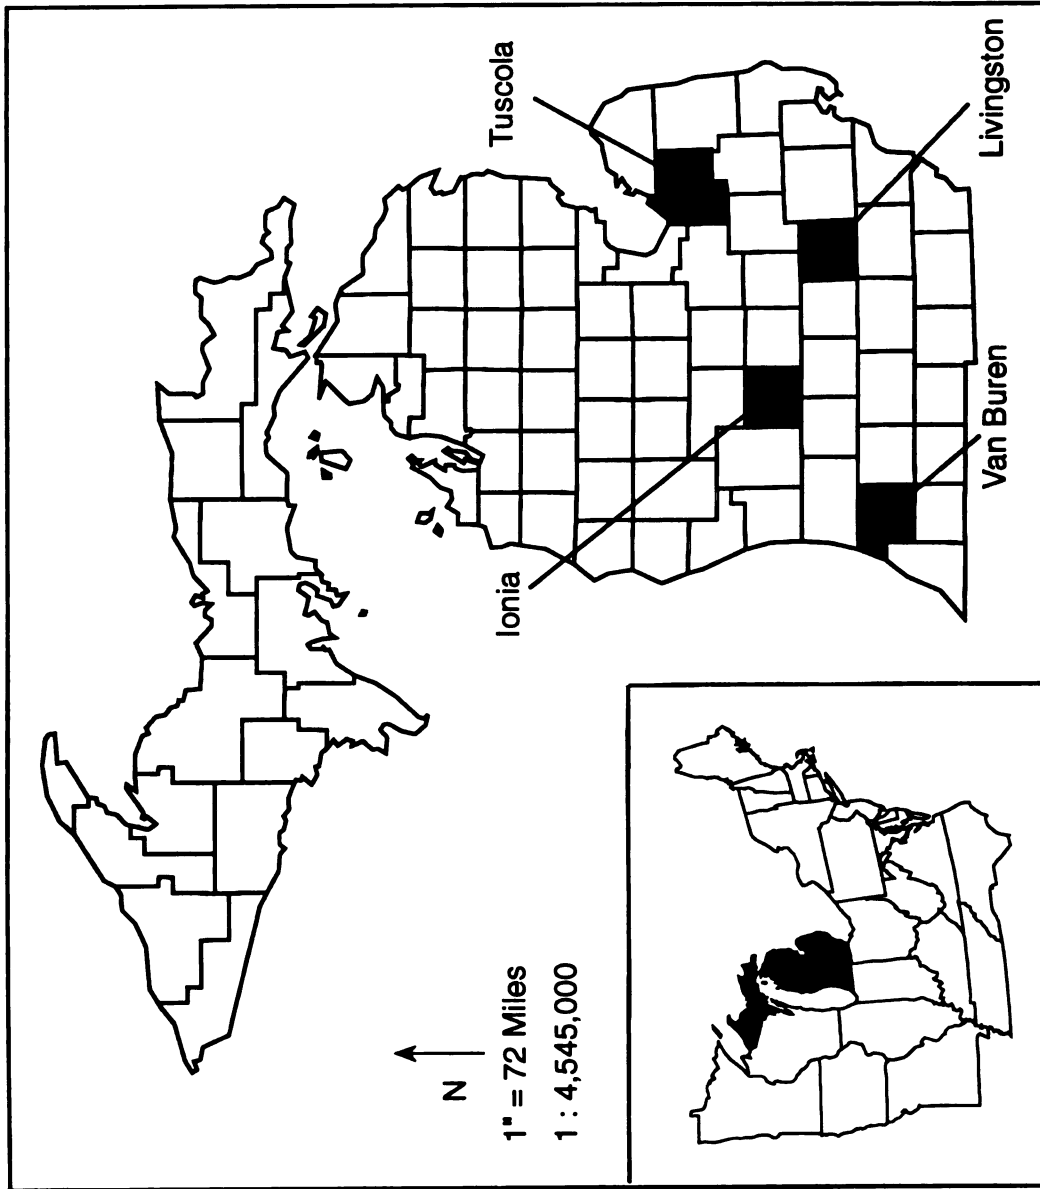 Tuscola
Livingston
Ionia
Van Buren
N
1" = 72 Miles
1 : 4,545,000